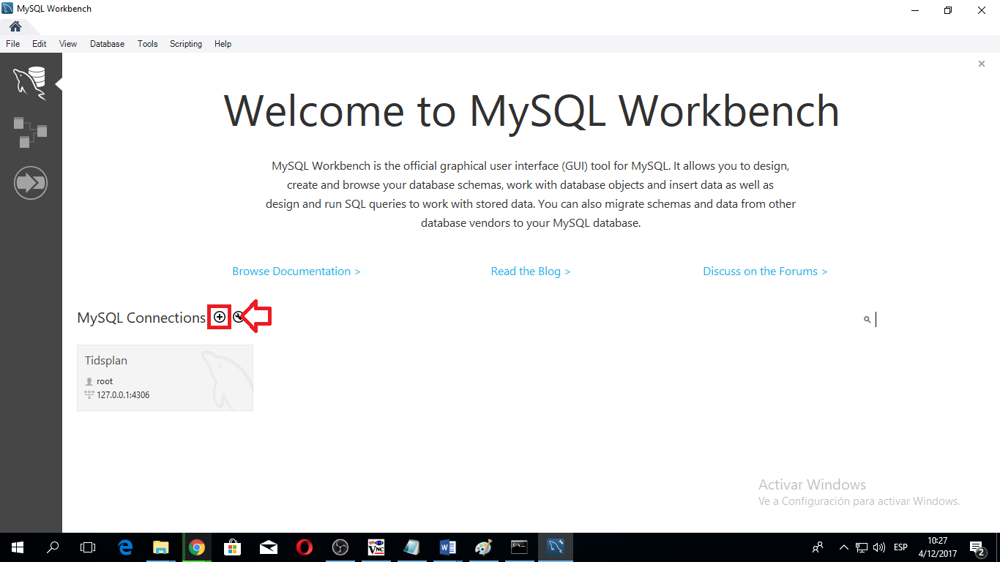 MySQL Workbench
File Edit View Database Tools Scripting Help
Welcome to MySQL Workbench
MySQL Workbench is the official graphical user interface (GUI) tool for MySQL. It allows you to design,
create and browse your database schemas, work with database objects and insert data as well as
design and run SQL queries to work with stored data. You can also migrate schemas and data from other
database vendors to your MySQL database.
Browse Documentation > Read the Blog > Discuss on the Forums >
MySQL Connections
Tidsplan
root
127.0.0.1:4306
Activar Windows
Ve a Configuración para activar Windows.
ESP
10:27
4/12/2017
2